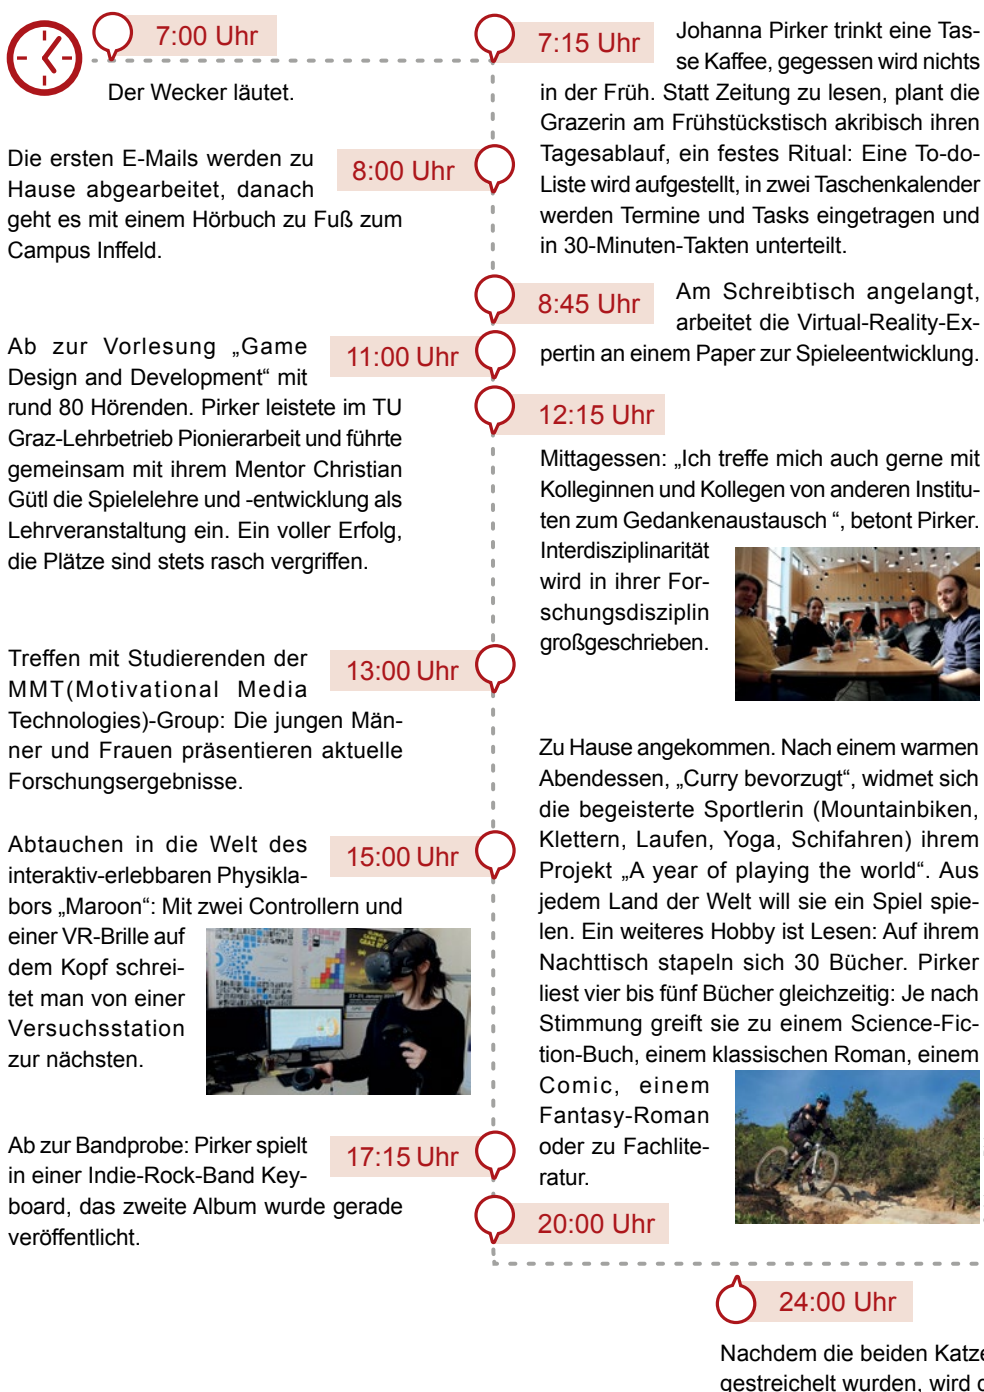 7:00 Uhr
Der Wecker läutet.
7:15 Uhr
Johanna Pirker trinkt eine Tas-
se Kaffee, gegessen wird nichts
in der Früh. Statt Zeitung zu lesen, plant die
Grazerin am Frühstückstisch akribisch ihren
Tagesablauf, ein festes Ritual: Eine To-do-
Liste wird aufgestellt, in zwei Taschenkalender
werden Termine und Tasks eingetragen und
in 30-Minuten-Takten unterteilt.
8:00 Uhr
Die ersten E-Mails werden zu
Hause abgearbeitet, danach
geht es mit einem Hörbuch zu Fuß zum
Campus Inffeld.
8:45 Uhr
Am Schreibtisch angelangt,
arbeitet die Virtual-Reality-Ex-
pertin an einem Paper zur Spieleentwicklung.
11:00 Uhr
Ab zur Vorlesung „Game
Design and Development“ mit
rund 80 Hörenden. Pirker leistete im TU
Graz-Lehrbetrieb Pionierarbeit und führte
gemeinsam mit ihrem Mentor Christian
Gütl die Spielelehre und -entwicklung als
Lehrveranstaltung ein. Ein voller Erfolg,
die Plätze sind stets rasch vergriffen.
12:15 Uhr
Mittagessen: „Ich treffe mich auch gerne mit
Kolleginnen und Kollegen von anderen Institu-
ten zum Gedankenaustausch “, betont Pirker.
Interdisziplinarität
wird in ihrer For-
schungsdisziplin
großgeschrieben.
13:00 Uhr
Treffen mit Studierenden der
MMT(Motivational Media
Technologies)-Group: Die jungen Män-
ner und Frauen präsentieren aktuelle
Forschungsergebnisse.
15:00 Uhr
Abtauchen in die Welt des
interaktiv-erlebbaren Physikla-
bors „Maroon“: Mit zwei Controllern und
einer VR-Brille auf
dem Kopf schrei-
tet man von einer
Versuchsstation
zur nächsten.
17:15 Uhr
Ab zur Bandprobe: Pirker spielt
in einer Indie-Rock-Band Key-
board, das zweite Album wurde gerade
veröffentlicht.
Zu Hause angekommen. Nach einem warmen
Abendessen, „Curry bevorzugt“, widmet sich
die begeisterte Sportlerin (Mountainbiken,
Klettern, Laufen, Yoga, Schifahren) ihrem
Projekt „A year of playing the world“. Aus
jedem Land der Welt will sie ein Spiel spie-
len. Ein weiteres Hobby ist Lesen: Auf ihrem
Nachttisch stapeln sich 30 Bücher. Pirker
liest vier bis fünf Bücher gleichzeitig: Je nach
Stimmung greift sie zu einem Science-Fic-
tion-Buch, einem klassischen Roman, einem
Comic, einem
Fantasy-Roman
oder zu Fachlite-
ratur.
20:00 Uhr
24:00 Uhr
Nachdem die beiden Katze
gestreichelt wurden, wird